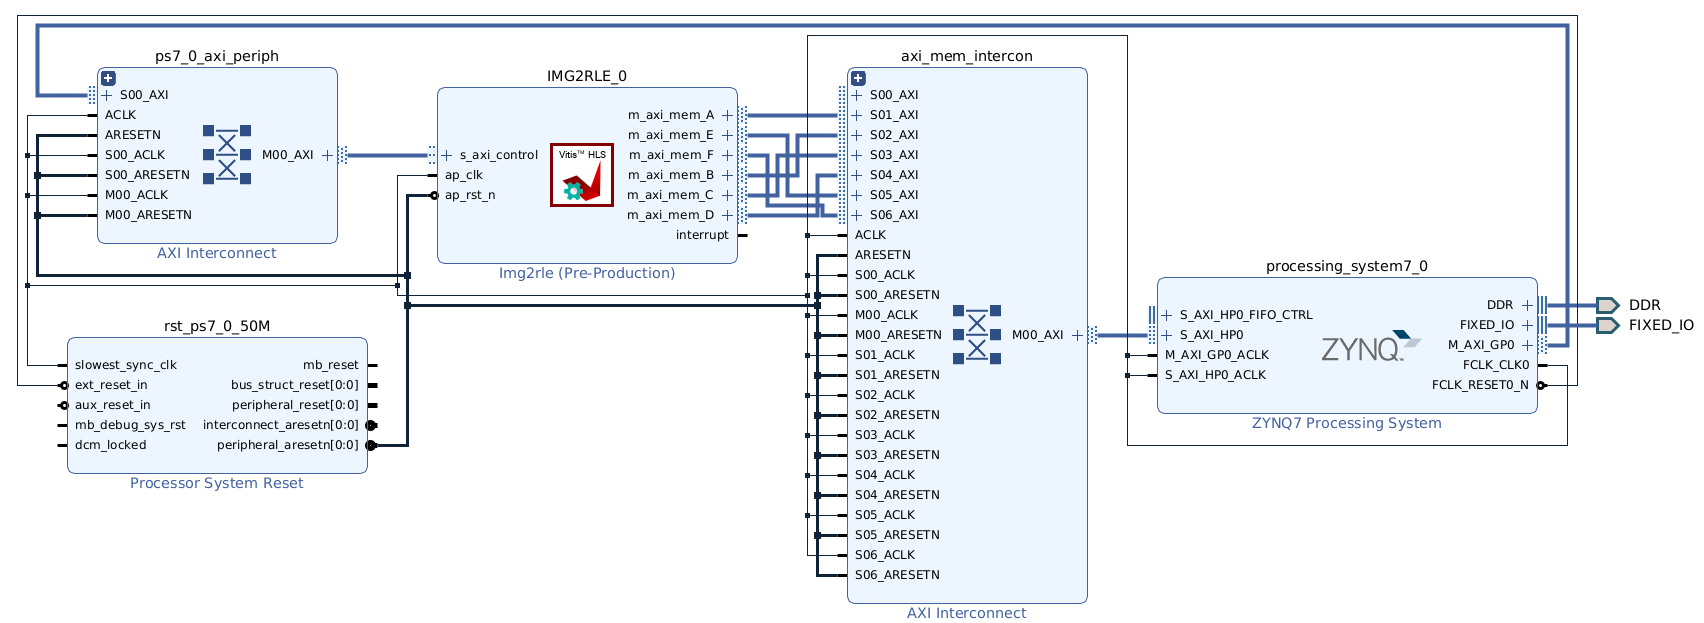 ps7_0_axi_periph
S00_AXI
ACLK
ARESETN
S00_ACLK
S00_ARESETN
M00_ACLK
M00_ARESETN
M00_AXI
AXI Interconnect
IMG2RLE_0
s_axi_control
ap_clk
ap_rst_n
Vitis™ HLS
m_axi_mem_A
m_axi_mem_E
m_axi_mem_F
m_axi_mem_B
m_axi_mem_C
m_axi_mem_D
interrupt
Img2rle (Pre-Production)
rst_ps7_0_50M
slowest_sync_clk
ext_reset_in
aux_reset_in
mb_debug_sys_rst
dcm_locked
mb_reset
bus_struct_reset[0:0]
peripheral_reset[0:0]
interconnect_aresetn[0:0]
peripheral_aresetn[0:0]
Processor System Reset
axi_mem_intercon
S00_AXI
S01_AXI
S02_AXI
S03_AXI
S04_AXI
S05_AXI
S06_AXI
ACLK
ARESETN
S00_ACLK
S00_ARESETN
M00_ACLK
M00_ARESETN
S01_ACLK
S01_ARESETN
S02_ACLK
S02_ARESETN
S03_ACLK
S03_ARESETN
S04_ACLK
S04_ARESETN
S05_ACLK
S05_ARESETN
S06_ACLK
S06_ARESETN
M00_AXI
AXI Interconnect
processing_system7_0
S_AXI_HP0_FIFO_CTRL
S_AXI_HP0
M_AXI_GP0_ACLK
S_AXI_HP0_ACLK
ZYNQ
DDR
FIXED_IO
M_AXI_GP0
FCLK_CLK0
FCLK_RESET0_N
ZYNQ7 Processing System
DDR
FIXED_IO